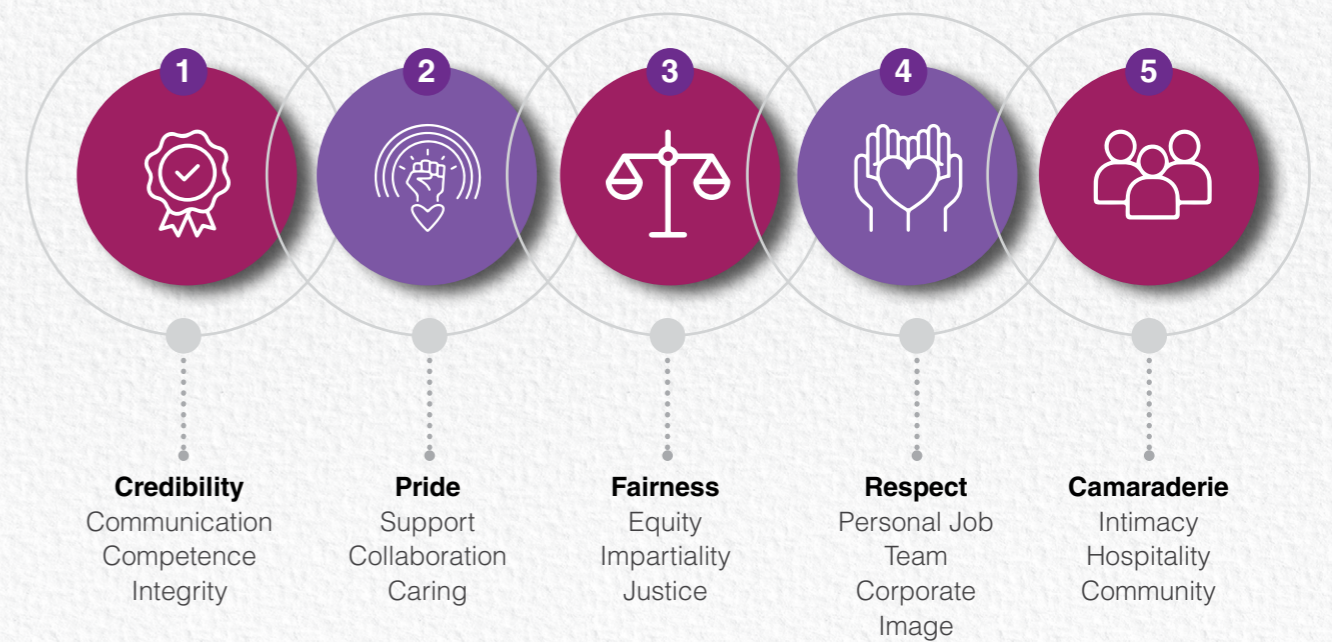 1
2
3
4
5
Credibility
Communication
Competence
Integrity
Pride
Support
Collaboration
Caring
Fairness
Equity
Impartiality
Justice
Respect
Personal Job
Team
Corporate
Image
Camaraderie
Intimacy
Hospitality
Community